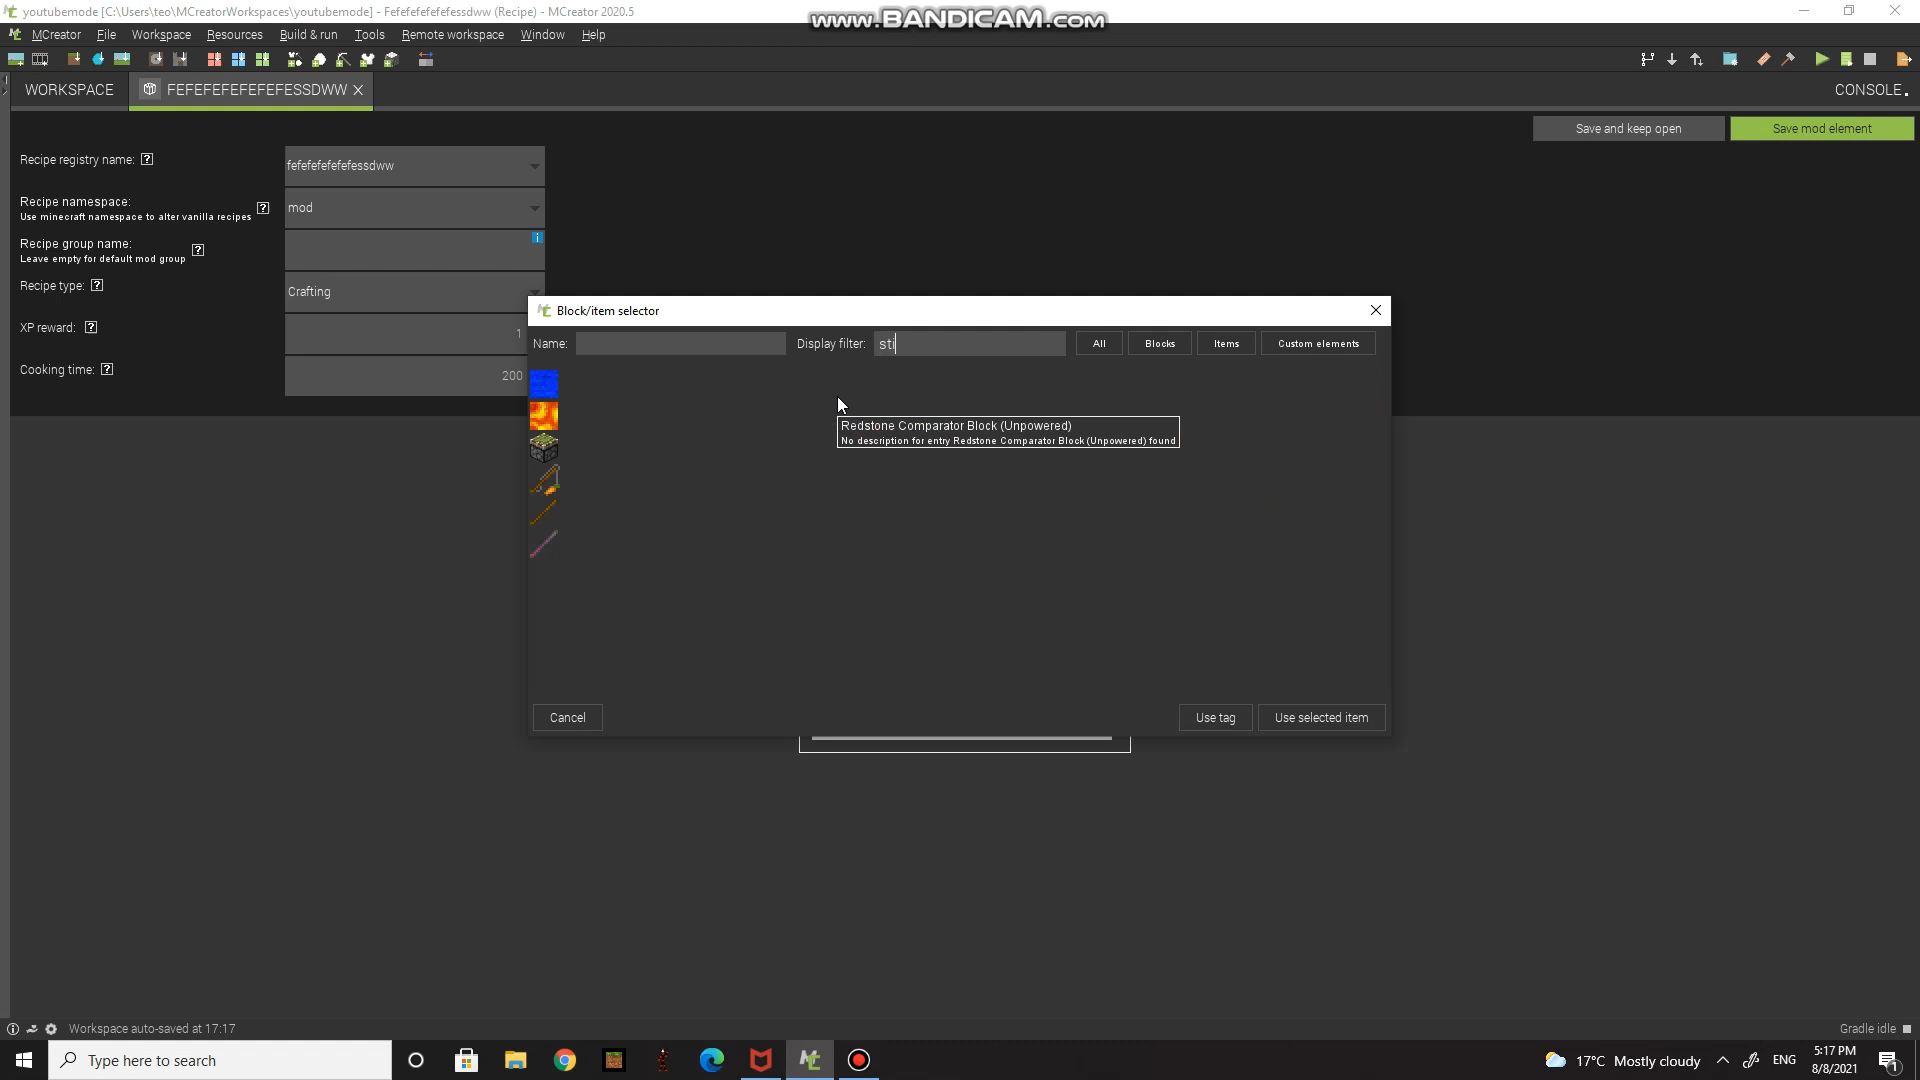 youtubemode [C:\Users\teo\MCreatorWorkspaces\youtubemode] - Fefefefefefefessdww (Recipe) - MCreator 2020.5
www.BANDICAM.com
MCreator File Workspace Resources Build & run Tools Remote workspace Window Help
WORKSPACE FEFEFEFEFEFEFESSDWW CONSOLE
Save and keep open Save mod element
Recipe registry name: ? fefefefefefefessdww
Recipe namespace: ? mod
Use minecraft namespace to alter vanilla recipes
Recipe group name: ?
Leave empty for default mod group
Recipe type: ? Crafting
XP reward: ? 1
Cooking time: ? 200
Block/item selector
Name: Display filter: sti All Blocks Items Custom elements
Redstone Comparator Block (Unpowered)
No description for entry Redstone Comparator Block (Unpowered) found
Cancel Use tag Use selected item
Workspace auto-saved at 17:17 Gradle idle
Type here to search 17°C Mostly cloudy ENG 5:17 PM
8/8/2021
1